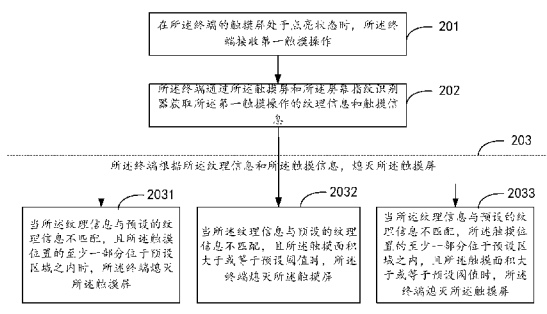 在所述终端的触摸屏处于点亮状态时，所述终
端接收第一触摸操作
201
所述终端通过所述触摸屏和所述屏幕指纹识别
器获取所述第一触摸操作的纹理信息和触摸信
息
202
203
所述终端根据所述纹理信息和所述触摸信息，熄灭所述触摸屏
2031
当所述纹理信息与预设的纹
理信息不匹配，且所述触摸
位置的至少一部分位于预设
区域之内时，所述终端熄灭
所述触摸屏
2032
当所述纹理信息与预设的纹理
信息不匹配，且所述触摸面积
大于或等于预设阈值时，所述
终端熄灭所述触摸屏
2033
当所述纹理信息与预设的纹
理信息不匹配，所述触摸位
置的至少一部分位于预设区
域之内，且所述触摸面积大
于或等于预设阈值时，所述
终端熄灭所述触摸屏